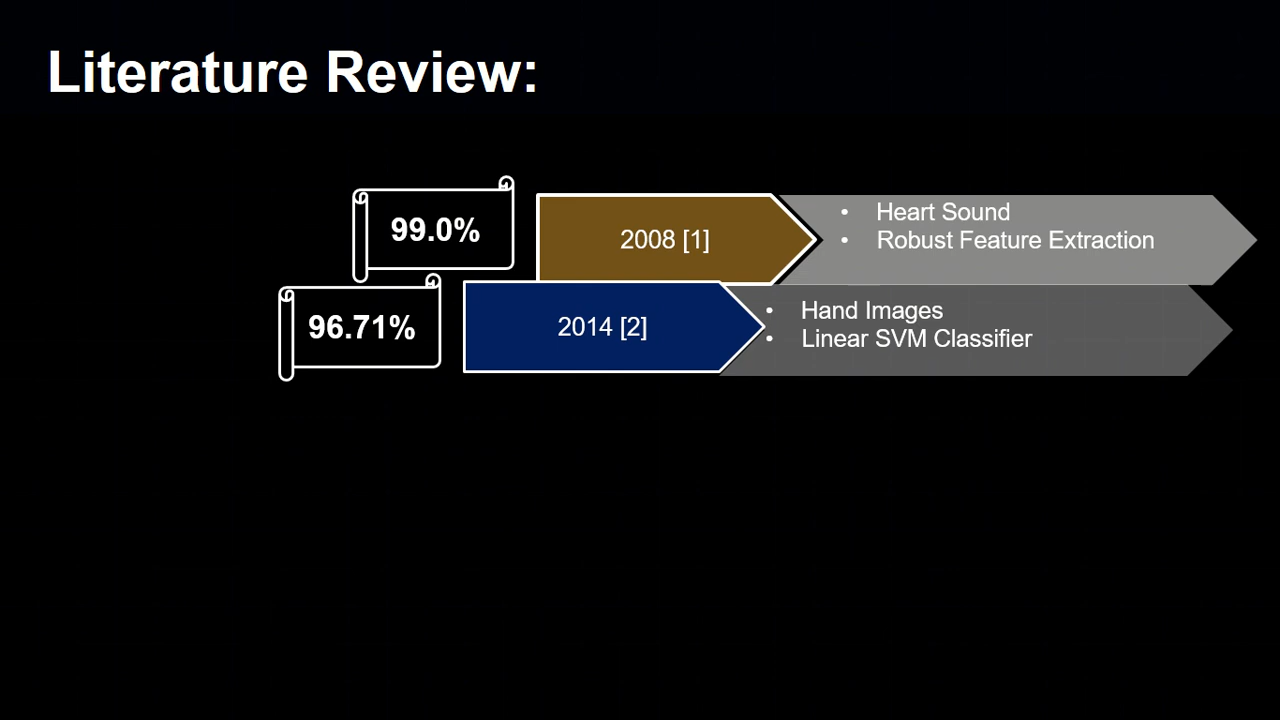 Literature Review:
99.0%
2008 [1]
• Heart Sound
• Robust Feature Extraction
96.71%
2014 [2]
• Hand Images
• Linear SVM Classifier